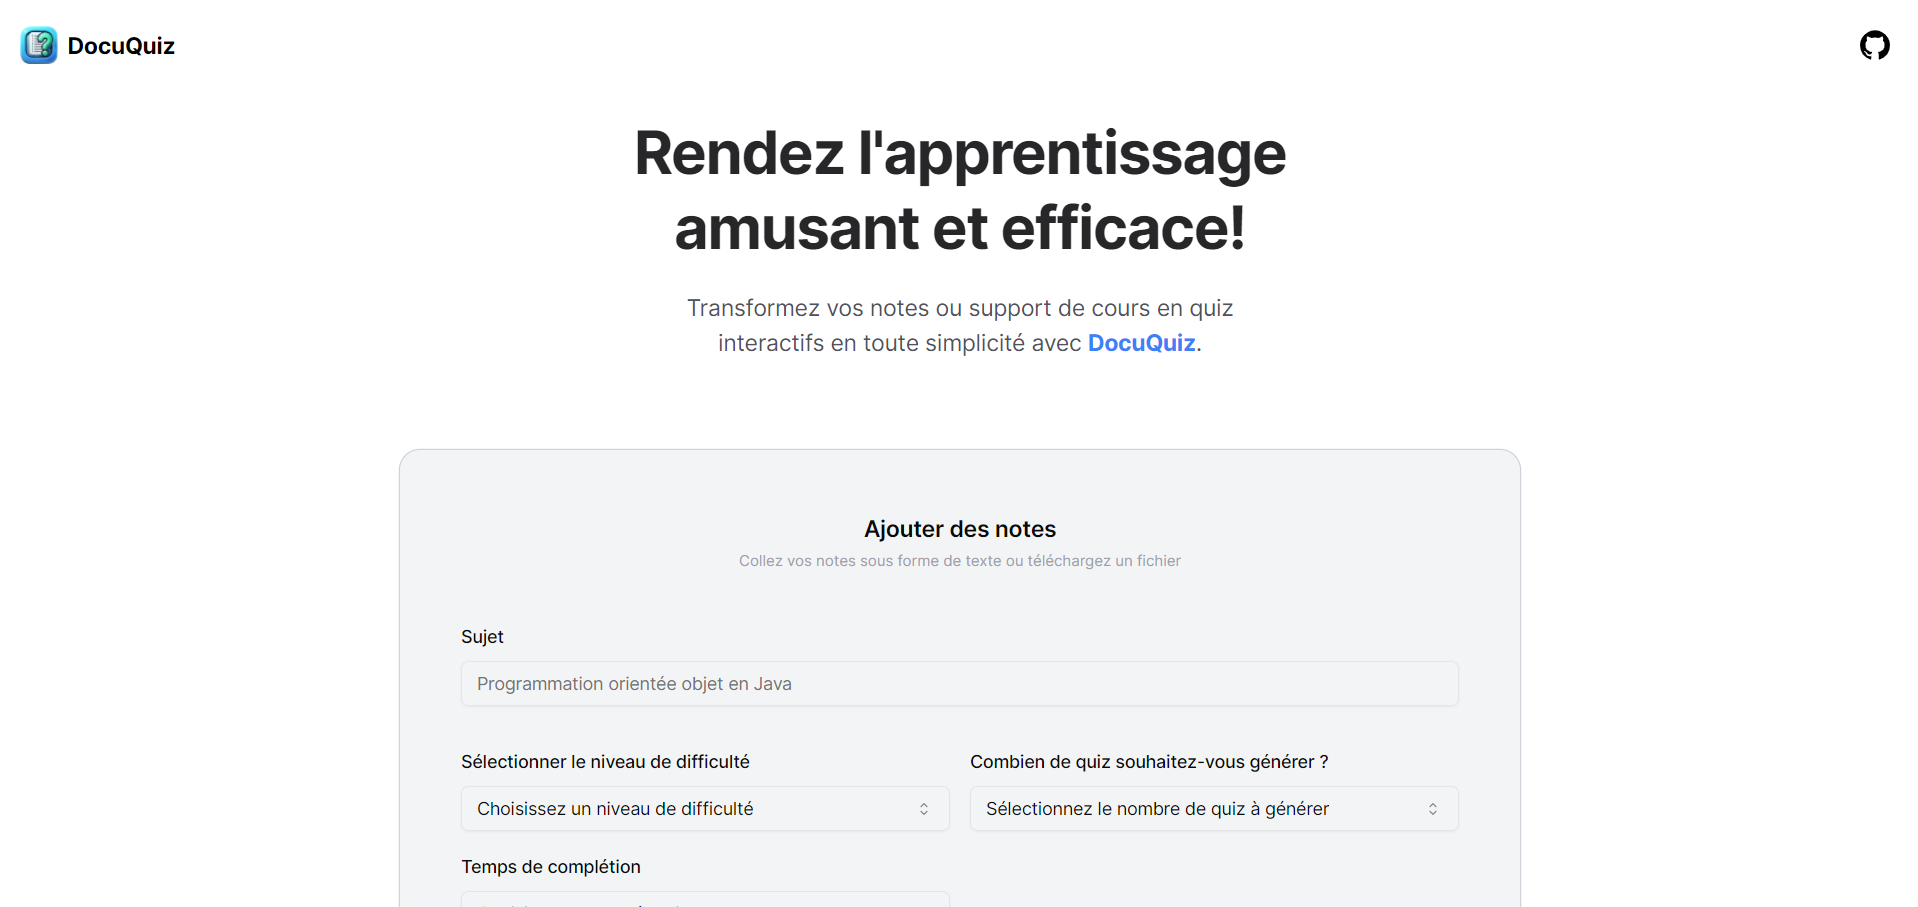 DocuQuiz
Rendez l'apprentissage
amusant et efficace!
Transformez vos notes ou support de cours en quiz
interactifs en toute simplicité avec DocuQuiz.
Ajouter des notes
Collez vos notes sous forme de texte ou téléchargez un fichier
Sujet
Programmation orientée objet en Java
Sélectionner le niveau de difficulté
Combien de quiz souhaitez-vous générer ?
Choisissez un niveau de difficulté
Sélectionnez le nombre de quiz à générer
Temps de complétion